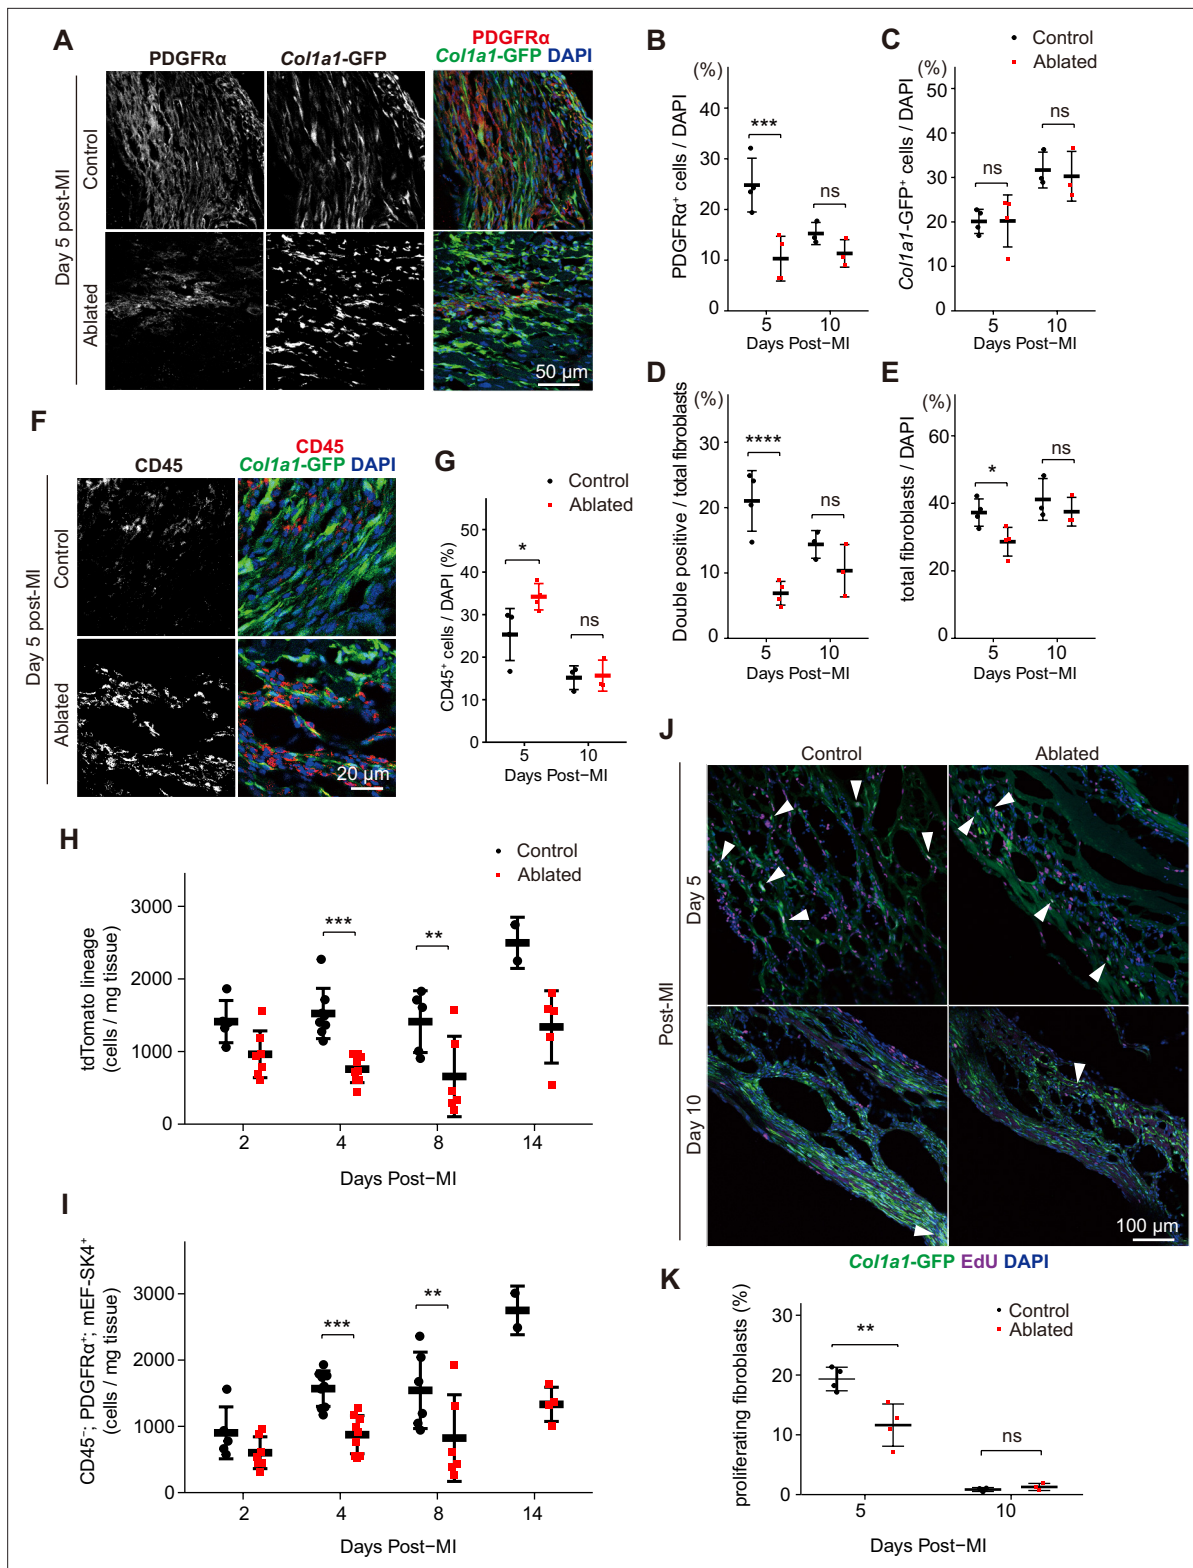 A
PDGFRα
Col1a1-GFP
PDGFRα
Col1a1-GFP DAPI
Day 5 post-MI
Control
Ablated
50 µm
B
(%)
PDGFRα+ cells / DAPI
50
40
30
20
10
0
***
ns
5
10
Days Post−MI
C
Control
Ablated
(%)
Col1a1-GFP+ cells / DAPI
50
40
30
20
10
0
ns
ns
5
10
Days Post−MI
D
(%)
Double positive / total fibroblasts
30
20
10
0
****
ns
5
10
Days Post−MI
E
(%)
total fibroblasts / DAPI
60
40
20
0
*
ns
5
10
Days Post−MI
F
CD45
CD45
Col1a1-GFP DAPI
Day 5 post-MI
Control
Ablated
20 µm
G
Control
Ablated
CD45+ cells / DAPI (%)
50
40
30
20
10
0
*
ns
5
10
Days Post−MI
H
Control
Ablated
tdTomato lineage
(cells / mg tissue)
3000
2000
1000
0
***
**
2
4
8
14
Days Post−MI
I
CD45-; PDGFRα+; mEF-SK4+
(cells / mg tissue)
3000
2000
1000
0
***
**
2
4
8
14
Days Post−MI
J
Control
Ablated
Post-MI
Day 5
Day 10
100 µm
Col1a1-GFP EdU DAPI
K
Control
Ablated
proliferating fibroblasts (%)
30
20
10
0
**
ns
5
10
Days Post−MI